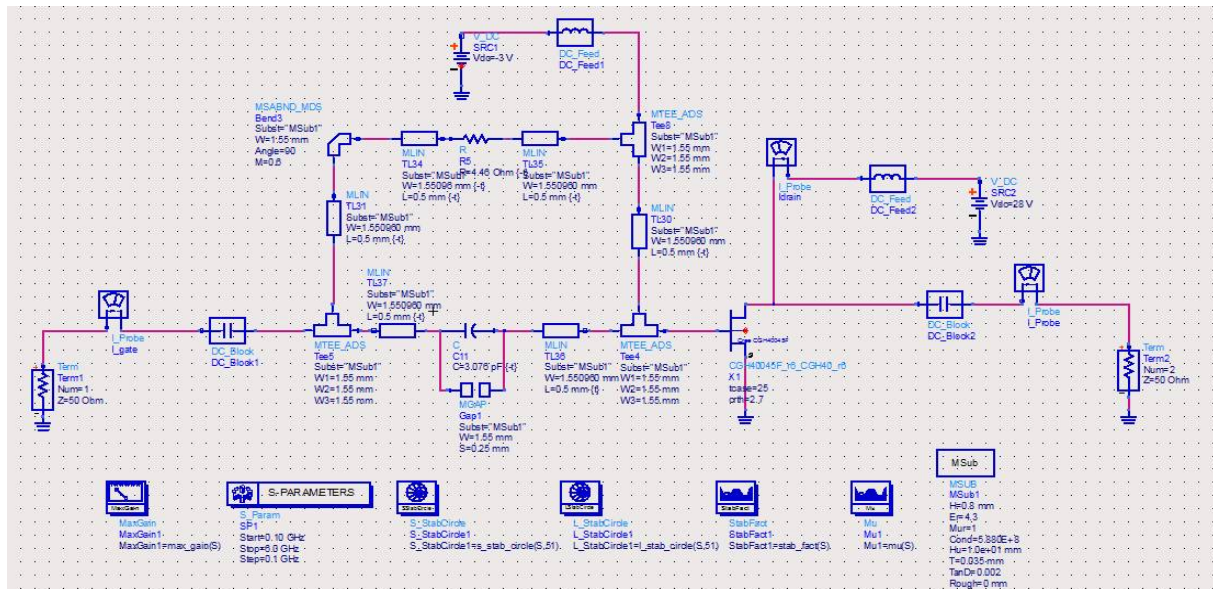 V_DC
SRC1
Vdc=-3 V
DC_Feed
DC_Feed1
MSABND_MDS
Bend3
Subst="MSub1"
W=1.55 mm
Angle=90
M=0.6
MLIN
TL34
Subst="MSub1"
W=1.55096 mm {-t}
L=0.5 mm {-t}
R
R5
R=4.46 Ohm {-t}
MLIN
TL35
Subst="MSub1"
W=1.550960 mm
L=0.5 mm {-t}
MTEE_ADS
Tee8
Subst="MSub1"
W1=1.55 mm
W2=1.55 mm
W3=1.55 mm
I_Probe
Idrain
DC_Feed
DC_Feed2
V_DC
SRC2
Vdc=28 V
MLIN
TL31
Subst="MSub1"
W=1.550960 mm
L=0.5 mm {-t}
MLIN
TL30
Subst="MSub1"
W=1.550960 mm
L=0.5 mm {-t}
MLIN
TL37
Subst="MSub1"
W=1.550960 mm
L=0.5 mm {-t}
I_Probe
I_gate
DC_Block
DC_Block1
MTEE_ADS
Tee5
Subst="MSub1"
W1=1.55 mm
W2=1.55 mm
W3=1.55 mm
C
C11
C=3.076 pF {-t}
MLIN
TL36
Subst="MSub1"
W=1.550960 mm
L=0.5 mm {-t}
MTEE_ADS
Tee4
Subst="MSub1"
W1=1.55 mm
W2=1.55 mm
W3=1.55 mm
MGAP
Gap1
Subst="MSub1"
W=1.55 mm
S=0.25 mm
CGH40045F_r6_CGH40_r6
X1
tcase=25
crth=2.7
DC_Block
DC_Block2
I_Probe
I_Probe
Term
Term1
Num=1
Z=50 Ohm
Term
Term2
Num=2
Z=50 Ohm
MaxGain
MaxGain
MaxGain1
MaxGain1=max_gain(S)
S-PARAMETERS
S_Param
SP1
Start=0.10 GHz
Stop=6.0 GHz
Step=0.1 GHz
SStabCircle
S_StabCircle
S_StabCircle1
S_StabCircle1=s_stab_circle(S,51)
LStabCircle
L_StabCircle
L_StabCircle1
L_StabCircle1=l_stab_circle(S,51)
StabFact
StabFact
StabFact1
StabFact1=stab_fact(S)
Mu
Mu
Mu1
Mu1=mu(S)
MSub
MSUB
MSub1
H=0.8 mm
Er=4.3
Mur=1
Cond=5.880E+8
Hu=1.0e+01 mm
T=0.035 mm
TanD=0.002
Rough=0 mm